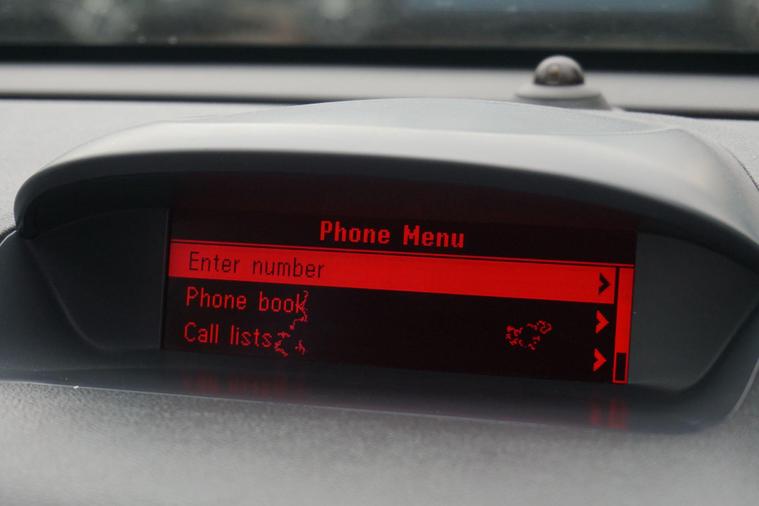 Phone Menu
Enter number
Phone book
Call lists